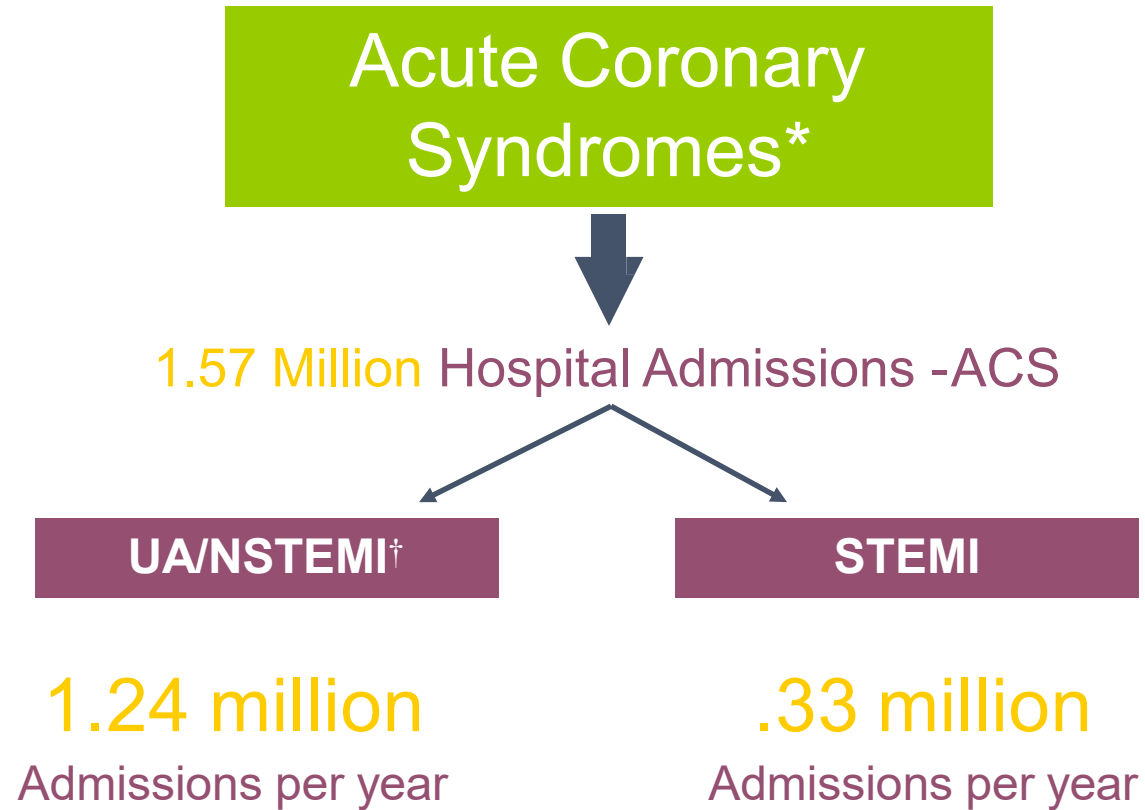 Acute Coronary
Syndromes*
1.57 Million Hospital Admissions -ACS
UA/NSTEMI†
STEMI
1.24 million
Admissions per year
.33 million
Admissions per year